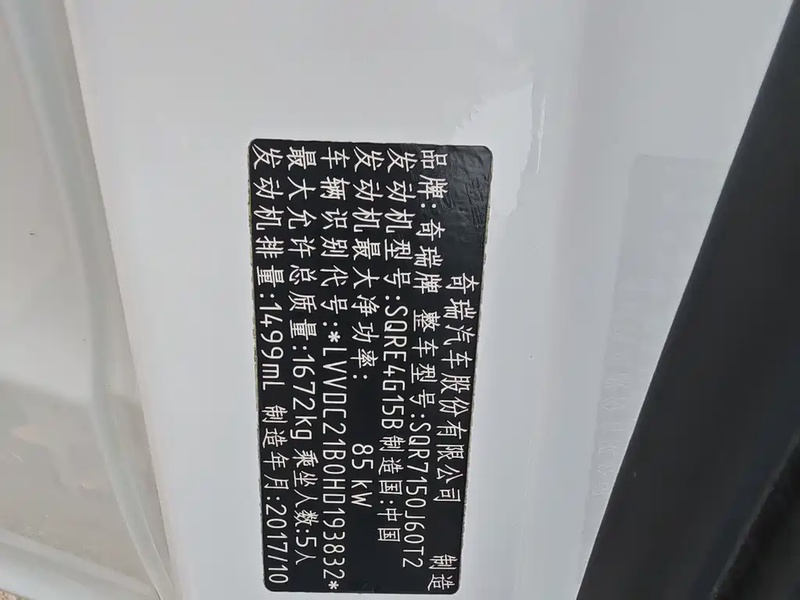 奇瑞汽车股份有限公司 制造
品牌:奇瑞牌 整车型号:SQR7150J60T2
发动机型号:SQRE4G15B 制造国:中国
发动机最大净功率: 85 kW
车辆识别代号:*LVVDC21B0HD193832*
最大允许总质量:1672kg 乘坐人数:5人
发动机排量:1499mL 制造年月:2017/10